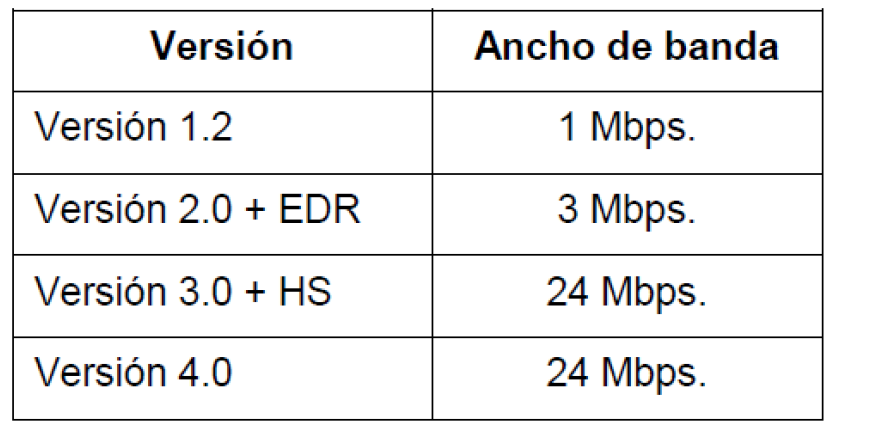 Versión Ancho de banda
Versión 1.2 1 Mbps.
Versión 2.0 + EDR 3 Mbps.
Versión 3.0 + HS 24 Mbps.
Versión 4.0 24 Mbps.